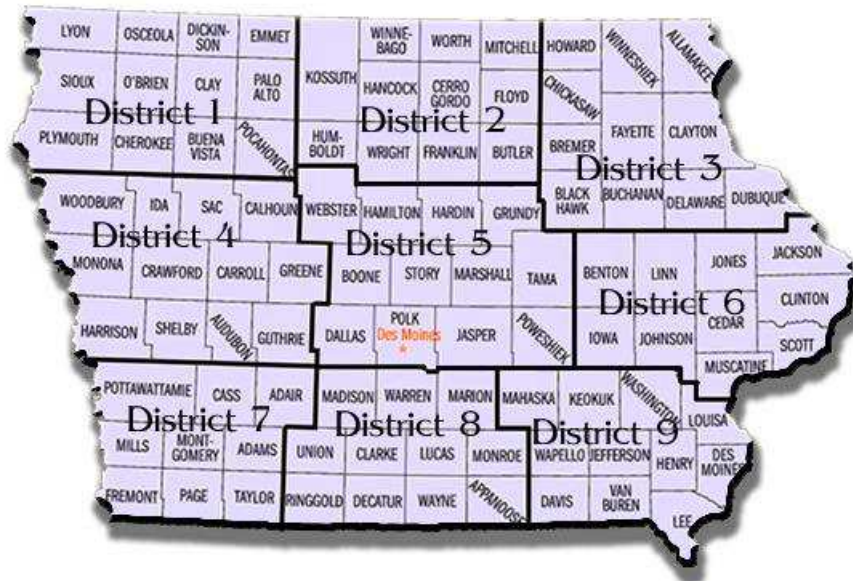 LYON
OSCEOLA
DICKIN-
SON
EMMET
SIOUX
O'BRIEN
CLAY
PALO
ALTO
District 1
PLYMOUTH
CHEROKEE
BUENA
VISTA
POCAHONTAS
KOSSUTH
WINNE-
BAGO
WORTH
MITCHELL
HANCOCK
CERRO
GORDO
FLOYD
District 2
HUM-
BOLDT
WRIGHT
FRANKLIN
BUTLER
HOWARD
WINNESHIEK
ALLAMAKEE
CHICKASAW
FAYETTE
CLAYTON
BREMER
District 3
BLACK
HAWK
BUCHANAN
DELAWARE
DUBUQUE
WOODBURY
IDA
SAC
CALHOUN
District 4
MONONA
CRAWFORD
CARROLL
GREENE
HARRISON
SHELBY
AUDUBON
GUTHRIE
WEBSTER
HAMILTON
HARDIN
GRUNDY
District 5
BOONE
STORY
MARSHALL
TAMA
DALLAS
POLK
Des Moines
JASPER
POWESHIEK
BENTON
LINN
JONES
JACKSON
District 6
CLINTON
CEDAR
IOWA
JOHNSON
SCOTT
MUSCATINE
POTTAWATTAMIE
CASS
ADAIR
District 7
MILLS
MONT-
GOMERY
ADAMS
FREMONT
PAGE
TAYLOR
MADISON
WARREN
MARION
District 8
UNION
CLARKE
LUCAS
MONROE
RINGGOLD
DECATUR
WAYNE
APPANOOSE
MAHASKA
KEOKUK
WASHINGTON
LOUISA
District 9
WAPELLO
JEFFERSON
HENRY
DES
MOINES
DAVIS
VAN
BUREN
LEE